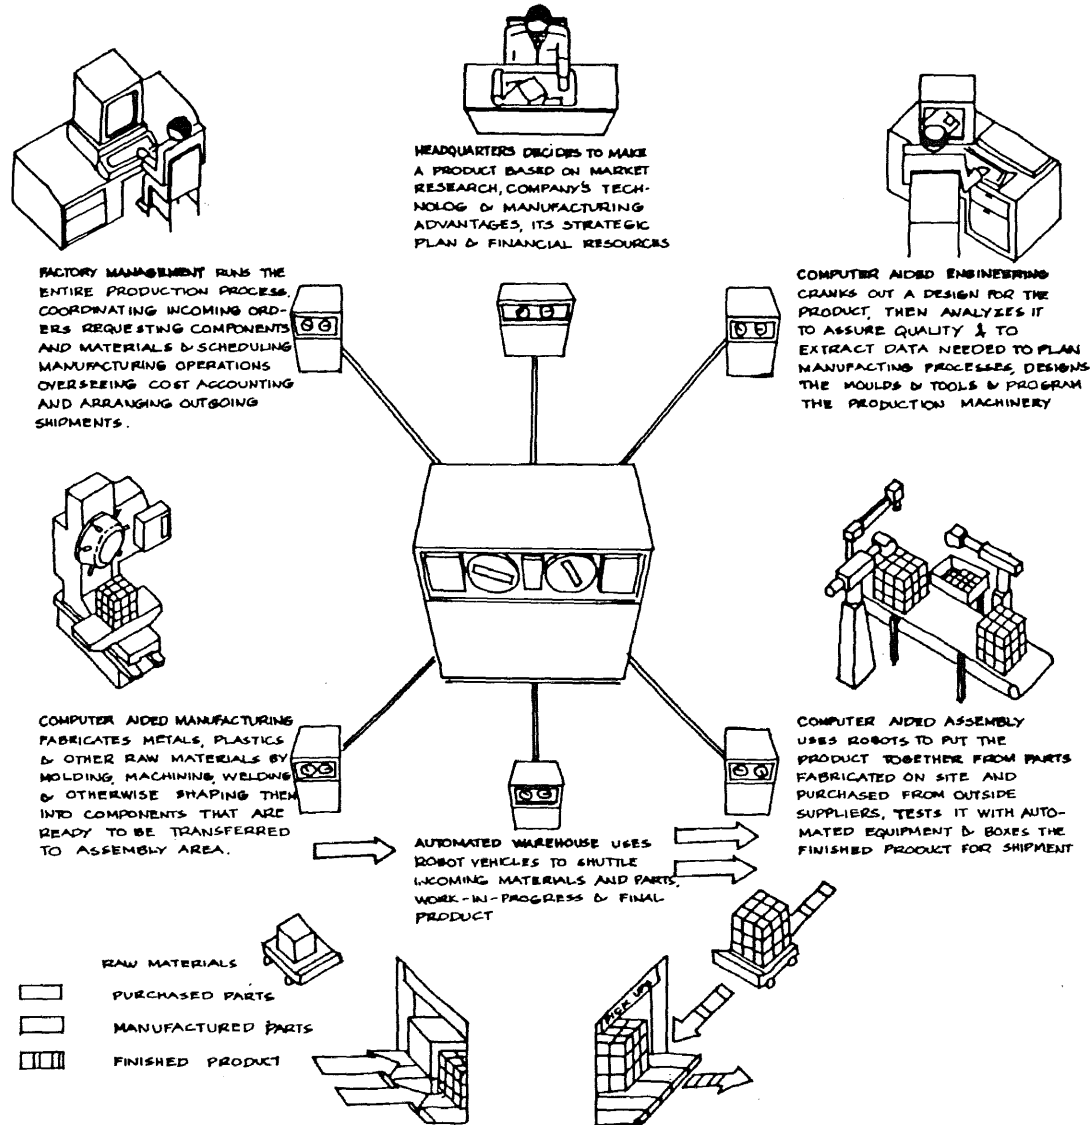 HEADQUARTERS DECIDES TO MAKE
A PRODUCT BASED ON MARKET
RESEARCH, COMPANY'S TECH-
NOLOG & MANUFACTURING
ADVANTAGES, ITS STRATEGIC
PLAN & FINANCIAL RESOURCES
FACTORY MANAGEMENT RUNS THE
ENTIRE PRODUCTION PROCESS,
COORDINATING INCOMING ORD-
ERS REQUESTING COMPONENTS
AND MATERIALS & SCHEDULING
MANUFACTURING OPERATIONS
OVERSEEING COST ACCOUNTING
AND ARRANGING OUTGOING
SHIPMENTS.
COMPUTER AIDED ENGINEERING
CRANKS OUT A DESIGN FOR THE
PRODUCT, THEN ANALYZES IT
TO ASSURE QUALITY & TO
EXTRACT DATA NEEDED TO PLAN
MANUFACTING PROCESSES, DESIGNS
THE MOULDS & TOOLS & PROGRAM
THE PRODUCTION MACHINERY
COMPUTER AIDED MANUFACTURING
FABRICATES METALS, PLASTICS
& OTHER RAW MATERIALS BY
MOLDING, MACHINING, WELDING
& OTHERWISE SHAPING THEM
INTO COMPONENTS THAT ARE
READY TO BE TRANSFERRED
TO ASSEMBLY AREA.
COMPUTER AIDED ASSEMBLY
USES ROBOTS TO PUT THE
PRODUCT TOGETHER FROM PARTS
FABRICATED ON SITE AND
PURCHASED FROM OUTSIDE
SUPPLIERS, TESTS IT WITH AUTO-
MATED EQUIPMENT & BOXES THE
FINISHED PRODUCT FOR SHIPMENT
AUTOMATED WAREHOUSE USES
ROBOT VEHICLES TO SHUTTLE
INCOMING MATERIALS AND PARTS,
WORK-IN-PROGRESS & FINAL
PRODUCT
RAW MATERIALS
PURCHASED PARTS
MANUFACTURED PARTS
FINISHED PRODUCT
PICK UPS